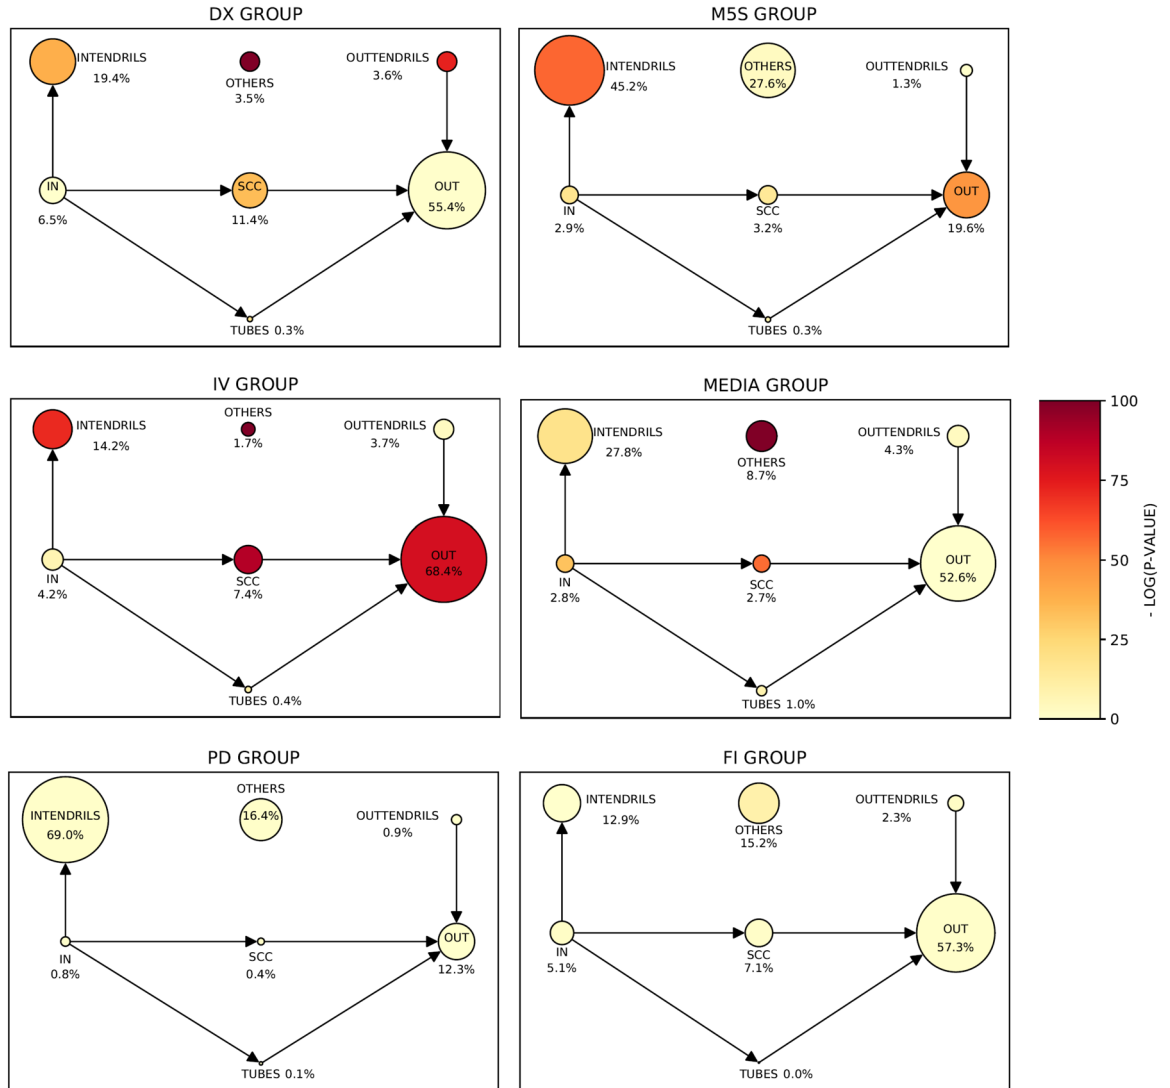 DX GROUP
INTENDRILS
19.4%
OTHERS
3.5%
OUTTENDRILS
3.6%
IN
6.5%
SCC
11.4%
OUT
55.4%
TUBES 0.3%
M5S GROUP
INTENDRILS
45.2%
OTHERS
27.6%
OUTTENDRILS
1.3%
IN
2.9%
SCC
3.2%
OUT
19.6%
TUBES 0.3%
IV GROUP
INTENDRILS
14.2%
OTHERS
1.7%
OUTTENDRILS
3.7%
IN
4.2%
SCC
7.4%
OUT
68.4%
TUBES 0.4%
MEDIA GROUP
INTENDRILS
27.8%
OTHERS
8.7%
OUTTENDRILS
4.3%
IN
2.8%
SCC
2.7%
OUT
52.6%
TUBES 1.0%
100
75
50
25
0
- LOG(P-VALUE)
PD GROUP
INTENDRILS
69.0%
OTHERS
16.4%
OUTTENDRILS
0.9%
IN
0.8%
SCC
0.4%
OUT
12.3%
TUBES 0.1%
FI GROUP
INTENDRILS
12.9%
OTHERS
15.2%
OUTTENDRILS
2.3%
IN
5.1%
SCC
7.1%
OUT
57.3%
TUBES 0.0%